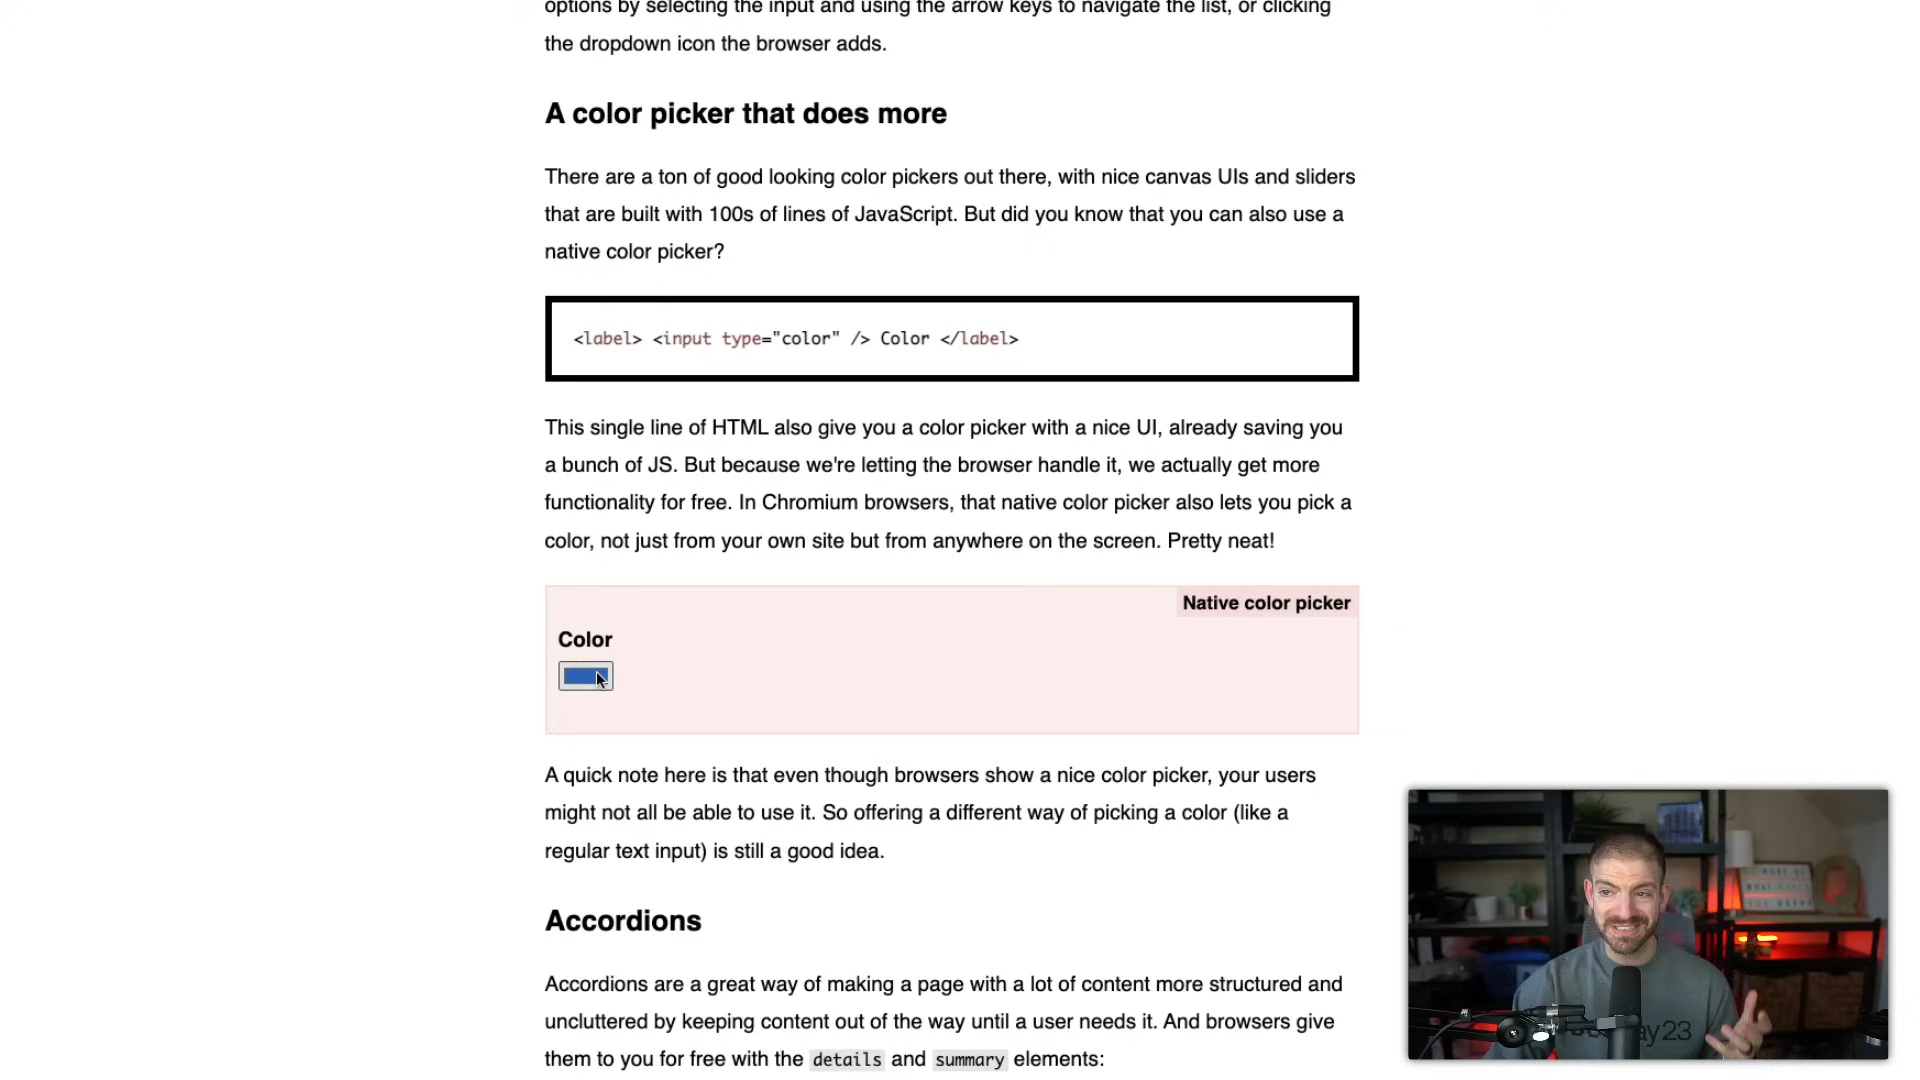 options by selecting the input and using the arrow keys to navigate the list, or clicking
the dropdown icon the browser adds.
A color picker that does more
There are a ton of good looking color pickers out there, with nice canvas UIs and sliders
that are built with 100s of lines of JavaScript. But did you know that you can also use a
native color picker?
<label> <input type="color" /> Color </label>
This single line of HTML also give you a color picker with a nice UI, already saving you
a bunch of JS. But because we're letting the browser handle it, we actually get more
functionality for free. In Chromium browsers, that native color picker also lets you pick a
color, not just from your own site but from anywhere on the screen. Pretty neat!
Native color picker
Color
A quick note here is that even though browsers show a nice color picker, your users
might not all be able to use it. So offering a different way of picking a color (like a
regular text input) is still a good idea.
Accordions
Accordions are a great way of making a page with a lot of content more structured and
uncluttered by keeping content out of the way until a user needs it. And browsers give
them to you for free with the details and summary elements: